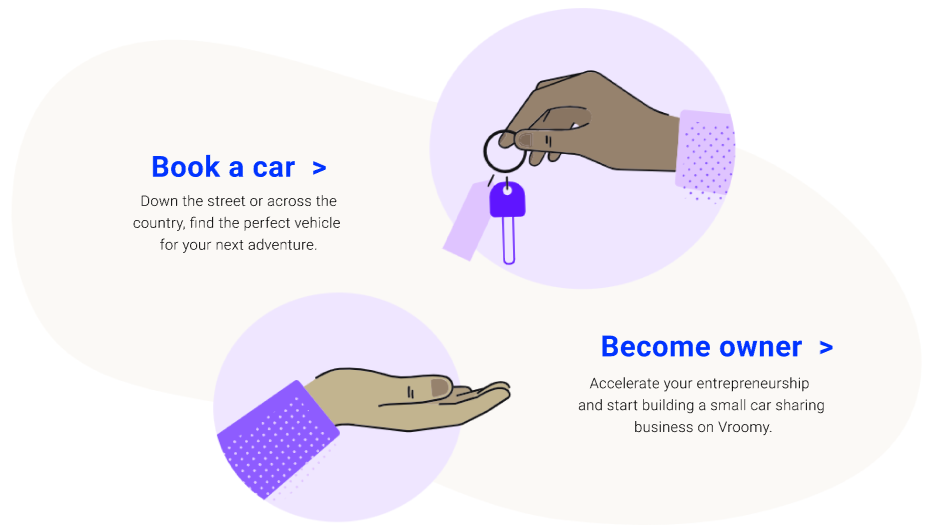 Book a car >
Down the street or across the
country, find the perfect vehicle
for your next adventure.
Become owner >
Accelerate your entrepreneurship
and start building a small car sharing
business on Vroomy.